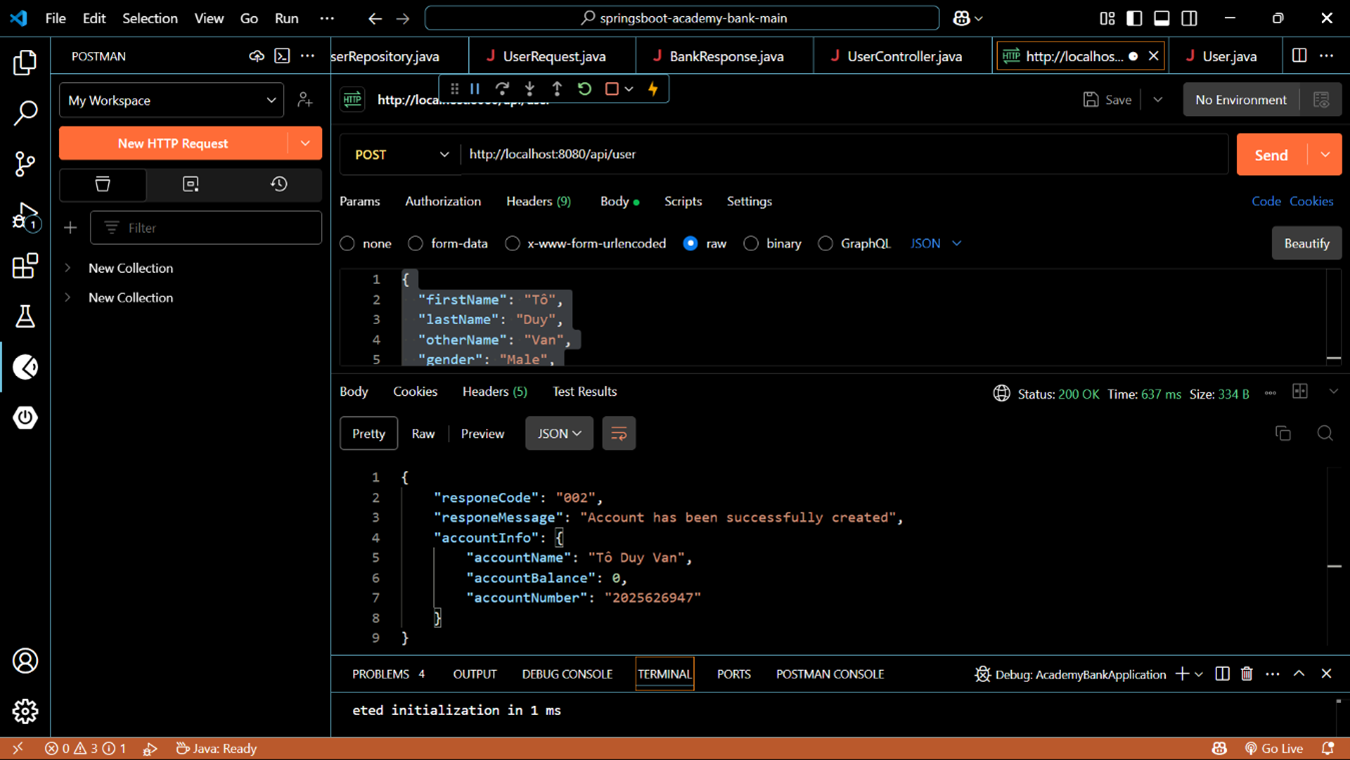 File Edit Selection View Go Run ··· springsboot-academy-bank-main
POSTMAN
serRepository.java UserRequest.java BankResponse.java UserController.java http://localhos... User.java
My Workspace
http://local
No Environment
Save
New HTTP Request
POST http://localhost:8080/api/user
Send
Params Authorization Headers (9) Body Scripts Settings
Code Cookies
Filter
none form-data x-www-form-urlencoded raw binary GraphQL JSON
Beautify
New Collection
New Collection
1 {
2 "firstName": "Tô",
3 "lastName": "Duy",
4 "otherName": "Van",
5 "gender": "Male",
Body Cookies Headers (5) Test Results
Status: 200 OK Time: 637 ms Size: 334 B
Pretty Raw Preview JSON
1 {
2 "responeCode": "002",
3 "responeMessage": "Account has been successfully created",
4 "accountInfo": {
5 "accountName": "Tô Duy Van",
6 "accountBalance": 0,
7 "accountNumber": "2025626947"
8 }
9 }
PROBLEMS 4 OUTPUT DEBUG CONSOLE TERMINAL PORTS POSTMAN CONSOLE
Debug: AcademyBankApplication
eted initialization in 1 ms
1
0 3 1 Java: Ready
Go Live